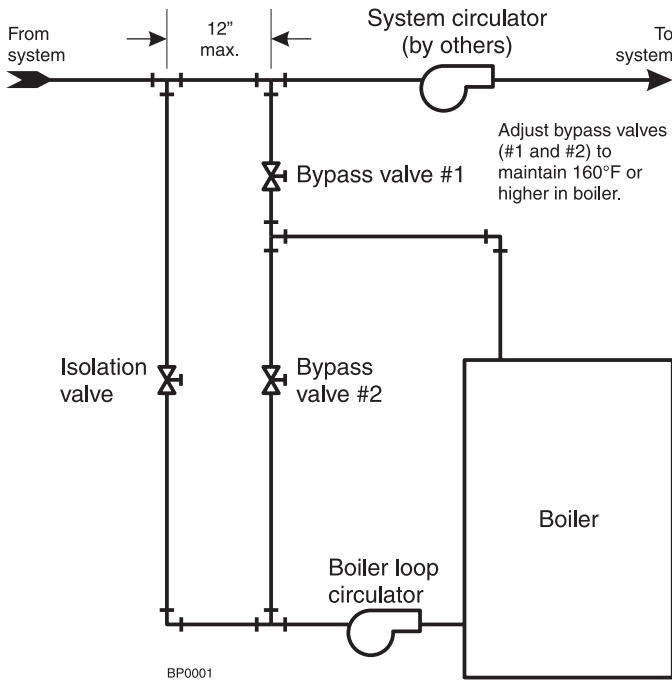 From
system
12”
max.
System circulator
(by others)
To
system
Adjust bypass valves
(#1 and #2) to
maintain 160°F or
higher in boiler.
Bypass valve #1
Isolation
valve
Bypass
valve #2
Boiler
Boiler loop
circulator
BP0001